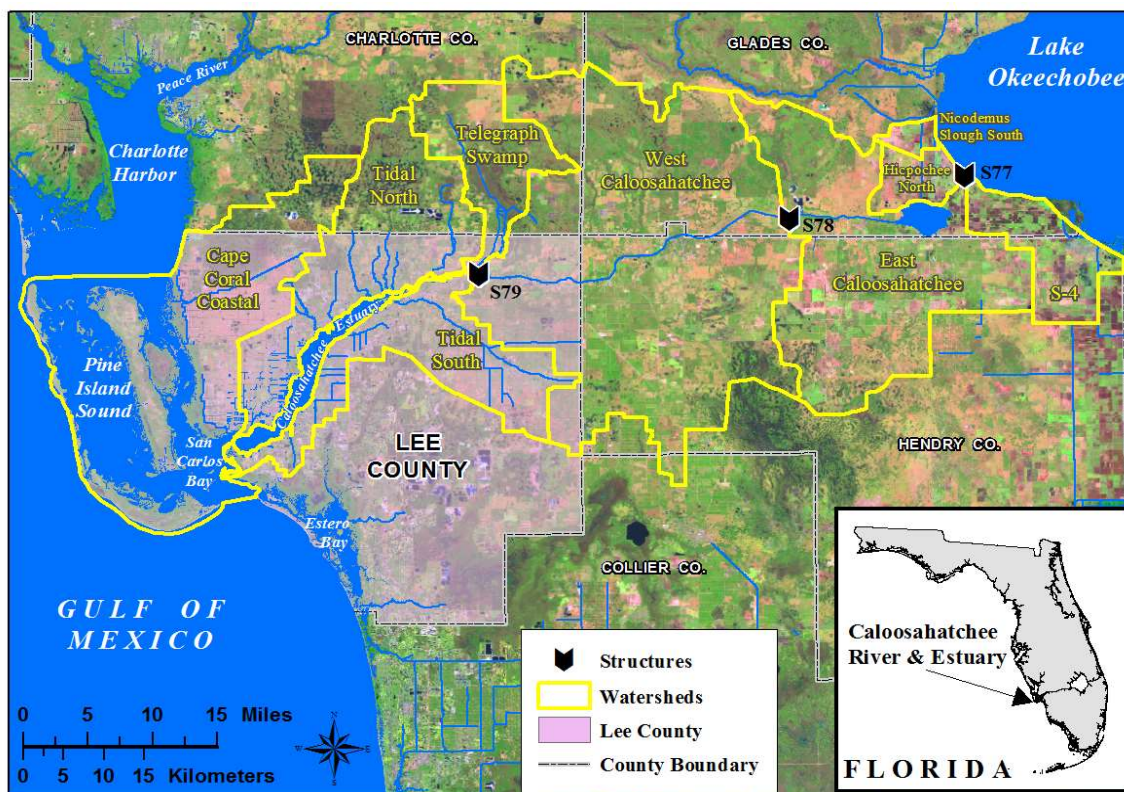 CHARLOTTE CO.
GLADES CO.
Lake
Okeechobee
Peace River
Charlotte
Harbor
Telegraph
Swamp
Tidal
North
West
Caloosahatchee
Nicodemus
Slough South
Hicpochee
North
S77
S78
S79
Cape
Coral
Coastal
East
Caloosahatchee
S-4
Caloosahatchee Estuary
Tidal
South
Pine
Island
Sound
San
Carlos
Bay
LEE
COUNTY
HENDRY CO.
Estero
Bay
COLLIER CO.
GULF OF
MEXICO
0 5 10 15 Miles
0 5 10 15 Kilometers
N
W E
S
Structures
Watersheds
Lee County
County Boundary
Caloosahatchee
River & Estuary
FLORIDA